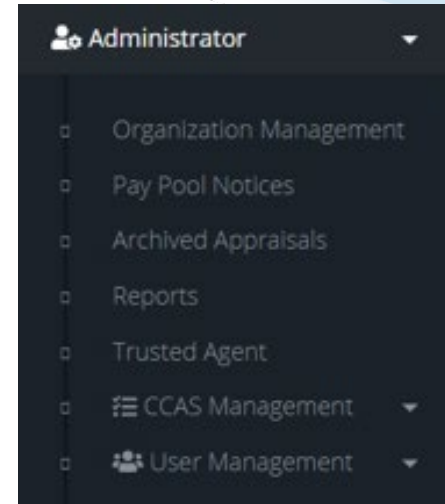 Administrator
Organization Management
Pay Pool Notices
Archived Appraisals
Reports
Trusted Agent
CCAS Management
User Management